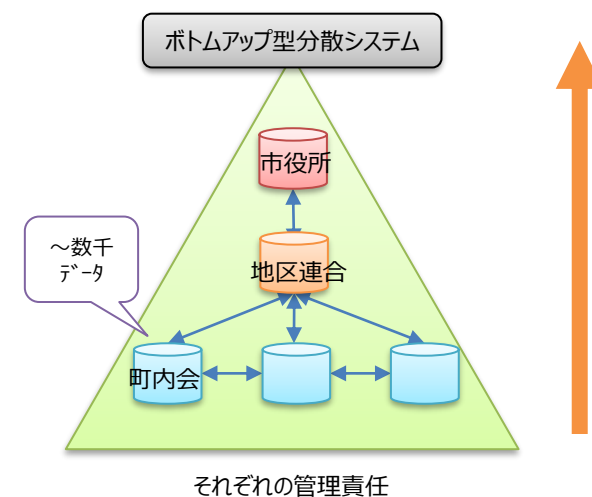 ボトムアップ型分散システム
市役所
地区連合
～数千
ﾃﾞｰﾀ
町内会
それぞれの管理責任